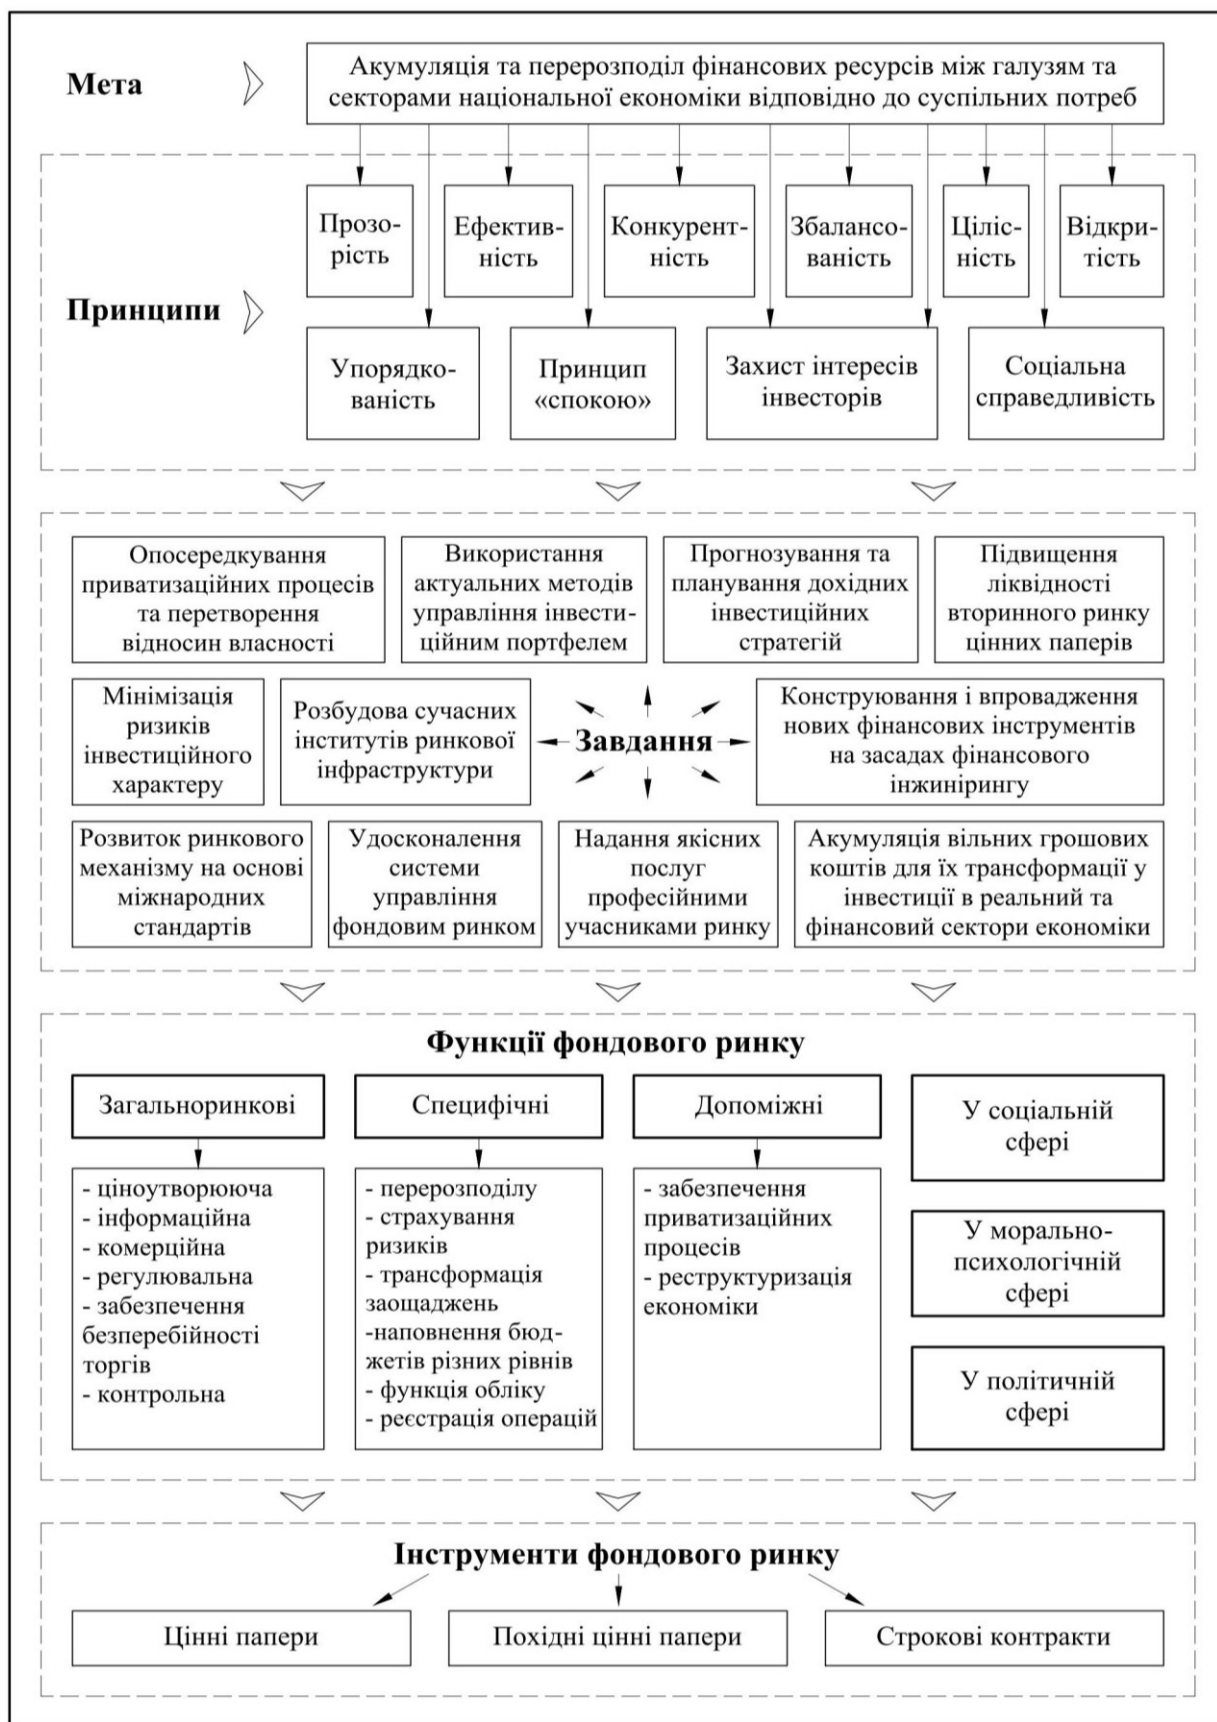 Мета
Акумуляція та перерозподіл фінансових ресурсів між галузям та
секторами національної економіки відповідно до суспільних потреб
Принципи
Прозо-
рість
Ефектив-
ність
Конкурент-
ність
Збалансо-
ваність
Цліс-
ність
Відкри-
тість
Упорядко-
ваність
Принцип
«спокою»
Захист інтересів
інвесторів
Соціальна
справедливість
Опосередкування
приватизаційних процесів
та перетворення
відносин власності
Використання
актуальних методів
управління інвести-
ційним портфелем
Прогнозування та
планування дохідних
інвестиційних
стратегій
Підвищення
ліквідності
вторинного ринку
цінних паперів
Мінімізація
ризиків
інвестиційного
характеру
Розбудова сучасних
інститутів ринкової
інфраструктури
Завдання
Конструювання і впровадження
нових фінансових інструментів
на засадах фінансового
інжинірингу
Розвиток ринкового
механізму на основі
міжнародних
стандартів
Удосконалення
системи
управління
фондовим ринком
Надання якісних
послуг
професійними
учасниками ринку
Акумуляція вільних грошових
коштів для їх трансформації у
інвестиції в реальний та
фінансовий сектори економіки
Функції фондового ринку
Загальноринкові
- ціноутворююча
- інформаційна
- комерційна
- регулювальна
- забезпечення
безперебійності
торгів
- контрольна
Специфічні
- перерозподілу
- страхування
ризиків
- трансформація
заощаджень
-наповнення бюд-
жетів різних рівнів
- функція обліку
- реєстрація операцій
Допоміжні
- забезпечення
приватизаційних
процесів
- реструктуризація
економіки
У соціальній
сфері
У морально-
психологічній
сфері
У політичній
сфері
Інструменти фондового ринку
Цінні папери
Похідні цінні папери
Строкові контракти